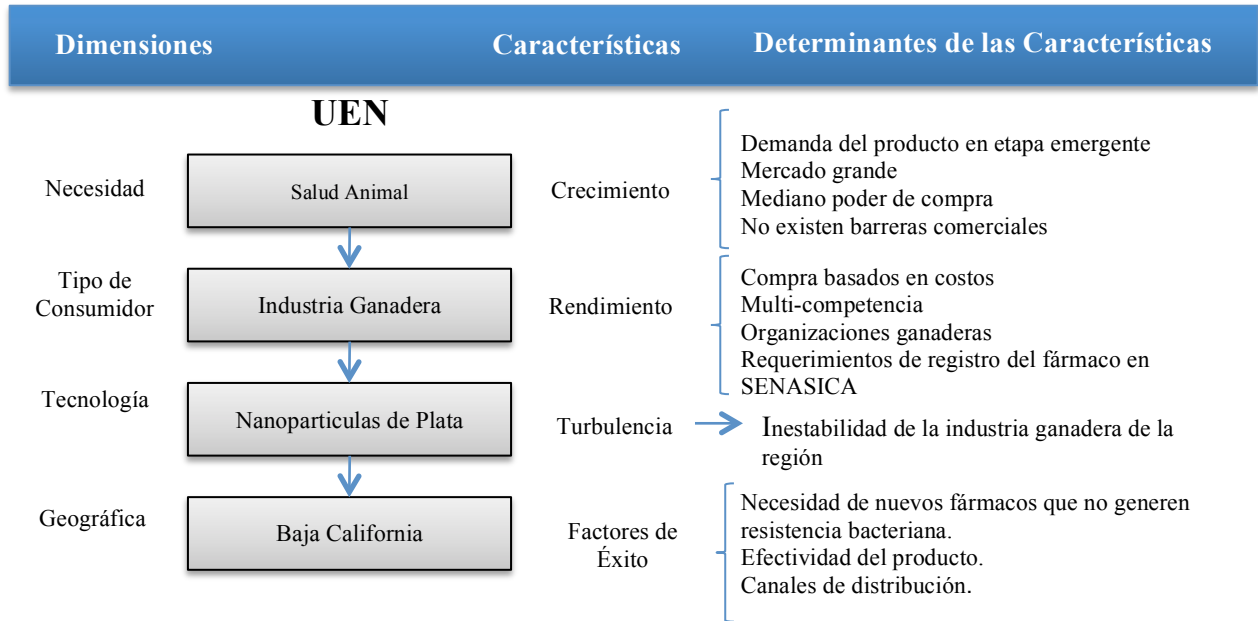 Dimensiones
Características
Determinantes de las Características
UEN
Necesidad
Salud Animal
Crecimiento
Demanda del producto en etapa emergente
Mercado grande
Mediano poder de compra
No existen barreras comerciales
Tipo de
Consumidor
Industria Ganadera
Rendimiento
Compra basados en costos
Multi-competencia
Organizaciones ganaderas
Requerimientos de registro del fármaco en
SENASICA
Tecnología
Nanoparticulas de Plata
Turbulencia
Inestabilidad de la industria ganadera de la
región
Geográfica
Baja California
Factores de
Éxito
Necesidad de nuevos fármacos que no generen
resistencia bacteriana.
Efectividad del producto.
Canales de distribución.